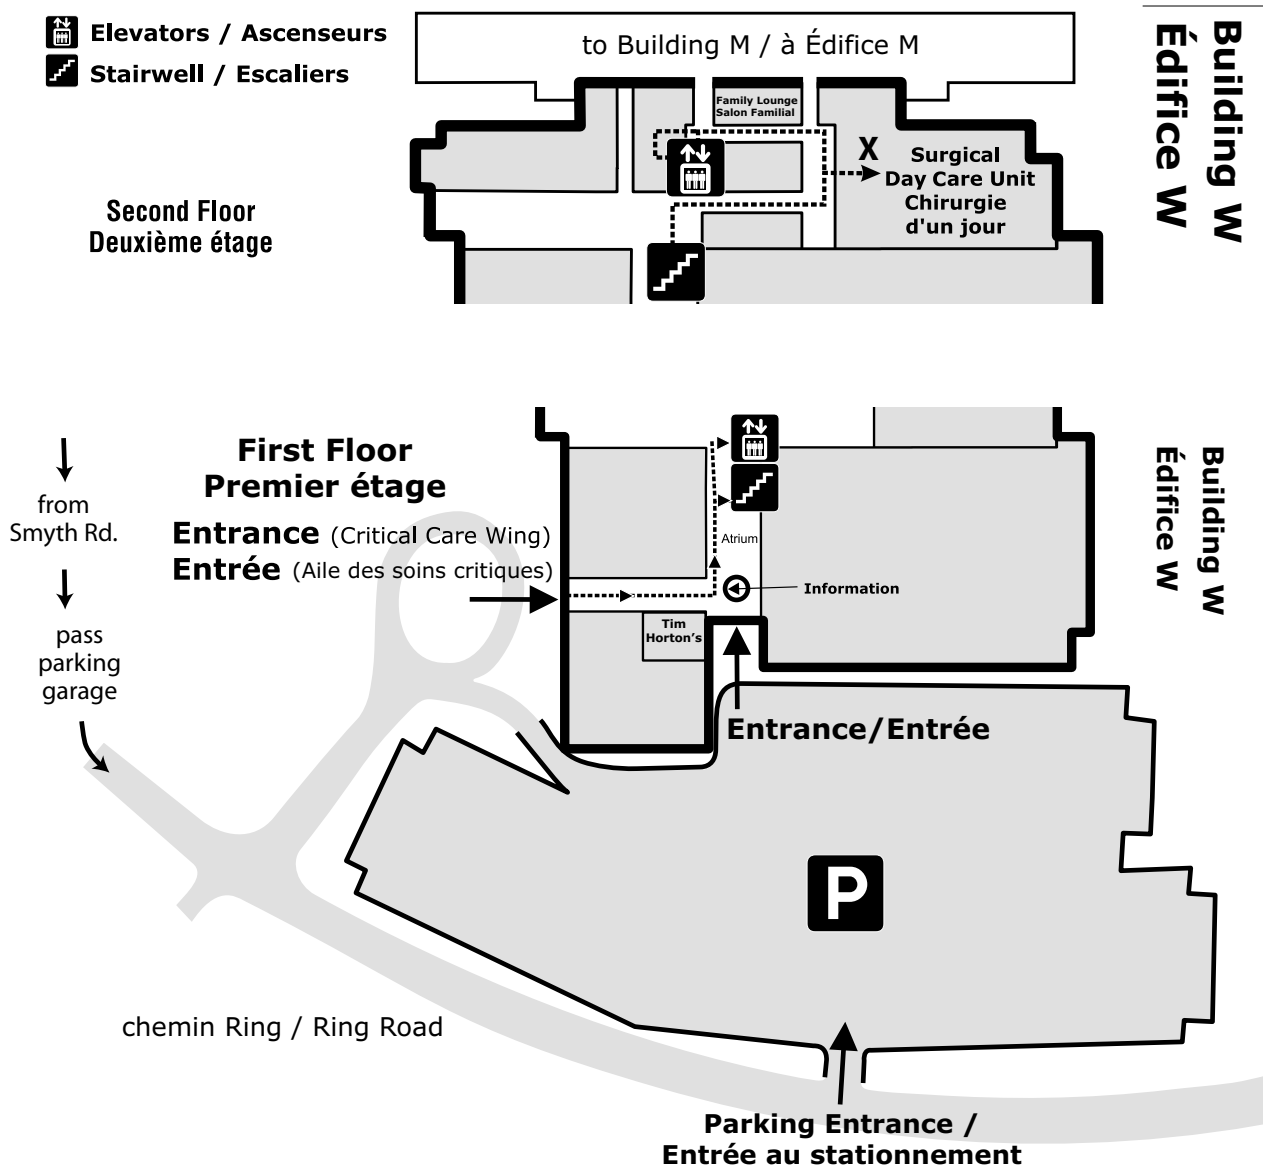 Elevators / Ascenseurs
Stairwell / Escaliers
to Building M / à Édifice M
Building W
Édifice W
Family Lounge
Salon Familial
X
Surgical
Day Care Unit
Chirurgie
d'un jour
Second Floor
Deuxième étage
First Floor
Premier étage
Entrance (Critical Care Wing)
Entrée (Aile des soins critiques)
from
Smyth Rd.
pass
parking
garage
Atrium
Information
Tim
Horton's
Building W
Édifice W
Entrance/Entrée
P
chemin Ring / Ring Road
Parking Entrance /
Entrée au stationnement